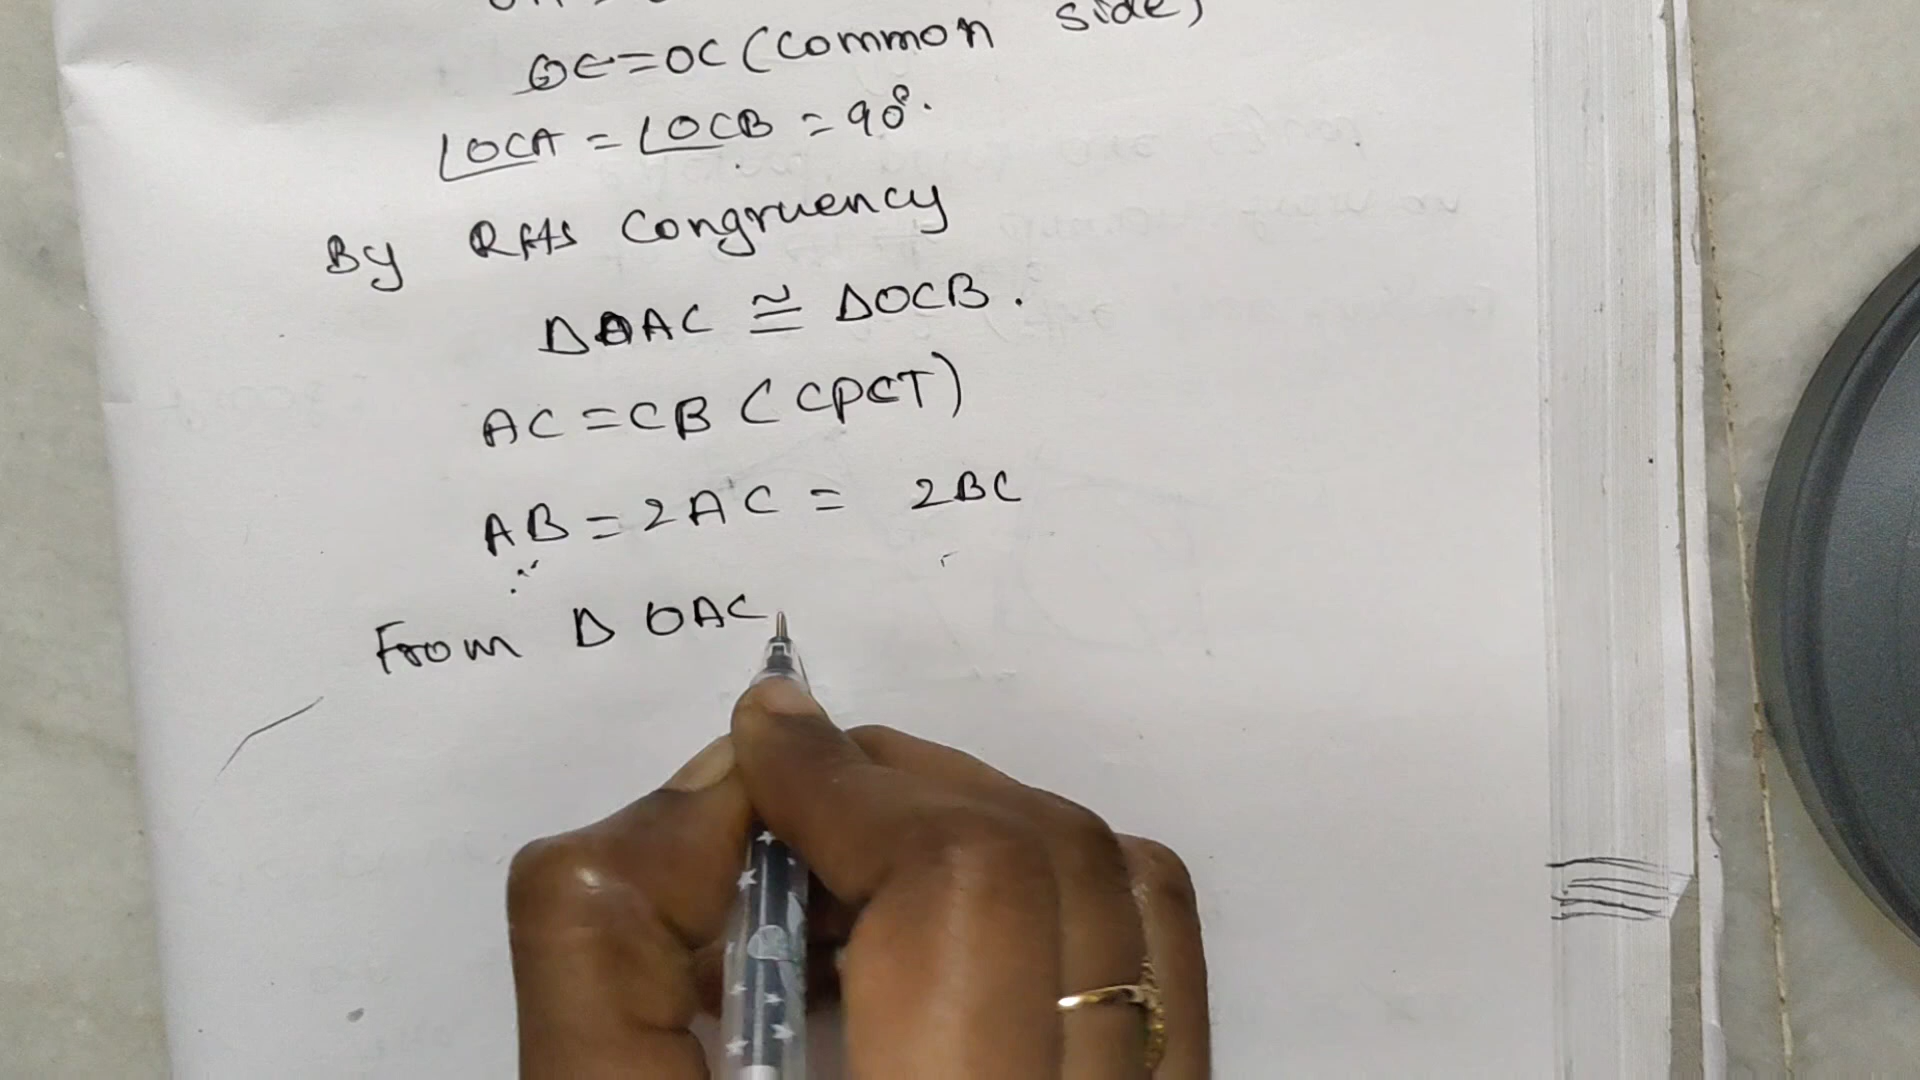 OC=OC (Common side)
∠OCA = ∠OCB = 90°.
By RHS Congruency
ΔOAC ≅ ΔOCB.
AC = CB (CPCT)
AB = 2AC = 2BC
From Δ OAC